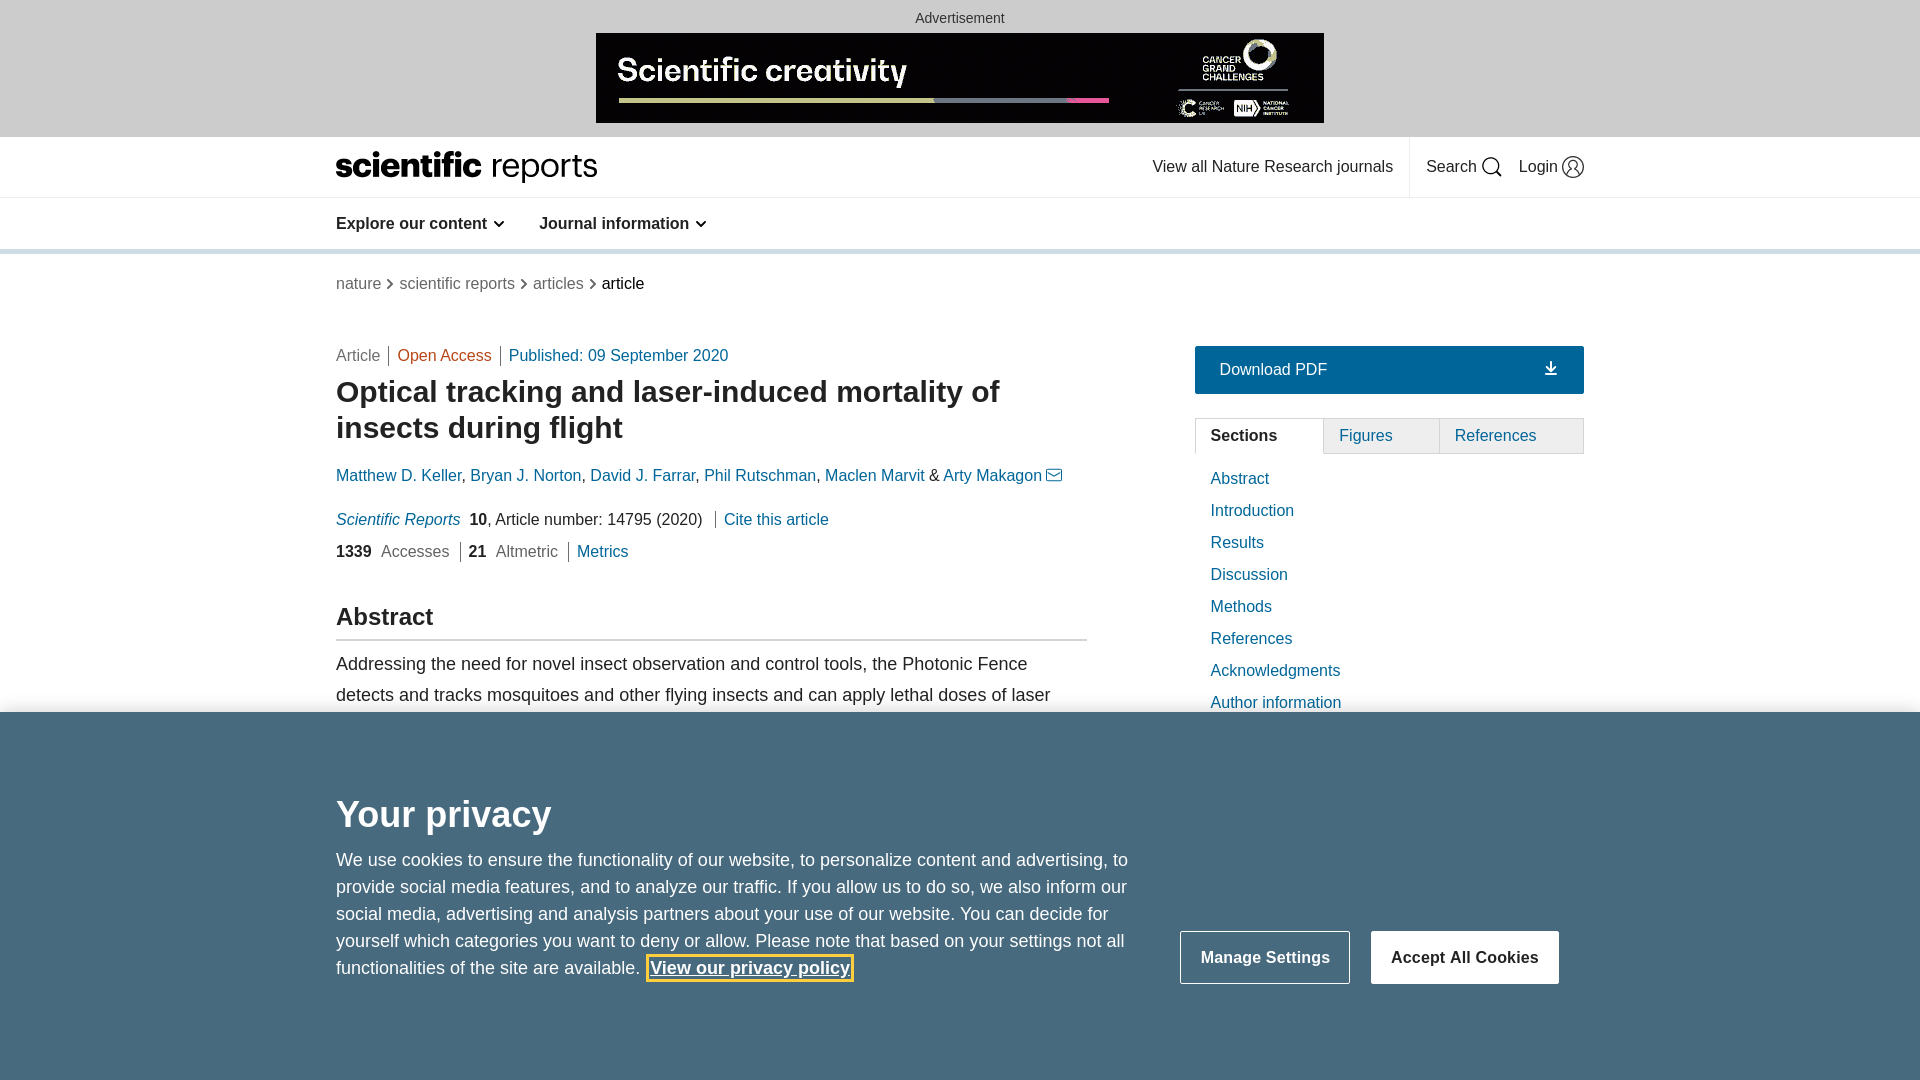 Advertisement
Scientific creativity
CANCER
GRAND
CHALLENGES
CANCER
RESEARCH
UK
NIH
NATIONAL
CANCER
INSTITUTE
scientific reports
View all Nature Research journals
Search
Login
Explore our content
Journal information
nature
scientific reports
articles
article
Article
Open Access
Published: 09 September 2020
Optical tracking and laser-induced mortality of
insects during flight
Matthew D. Keller, Bryan J. Norton, David J. Farrar, Phil Rutschman, Maclen Marvit & Arty Makagon
Scientific Reports 10, Article number: 14795 (2020)
Cite this article
1339 Accesses
21 Altmetric
Metrics
Abstract
Addressing the need for novel insect observation and control tools, the Photonic Fence
detects and tracks mosquitoes and other flying insects and can apply lethal doses of laser
Download PDF
Sections
Figures
References
Abstract
Introduction
Results
Discussion
Methods
References
Acknowledgments
Author information
Your privacy
We use cookies to ensure the functionality of our website, to personalize content and advertising, to
provide social media features, and to analyze our traffic. If you allow us to do so, we also inform our
social media, advertising and analysis partners about your use of our website. You can decide for
yourself which categories you want to deny or allow. Please note that based on your settings not all
functionalities of the site are available. View our privacy policy
Manage Settings
Accept All Cookies